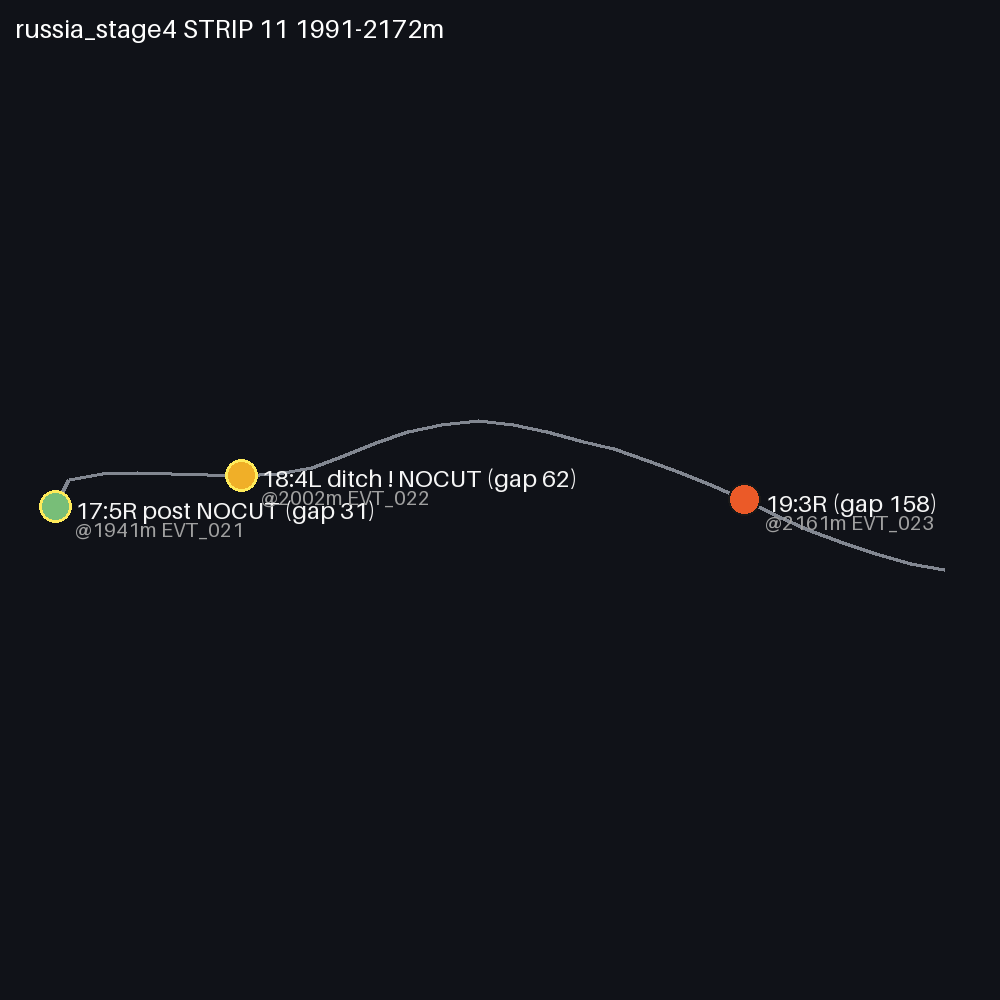 russia_stage4 STRIP 11 1991-2172m
18:4L ditch ! NOCUT (gap 62)
@2002m EVT_022
17:5R post NOCUT (gap 31)
@1941m EVT_021
19:3R (gap 158)
@2161m EVT_023